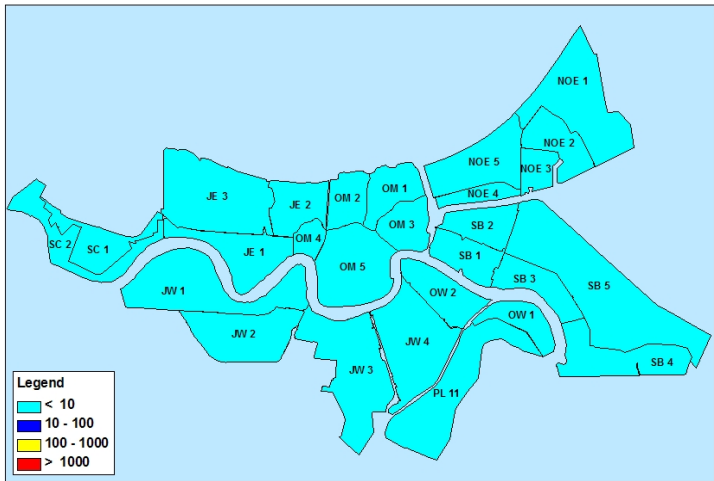 NOE 1
NOE 2
NOE 5
NOE 3
OM 1
JE 3
JE 2
OM 2
NOE 4
OM 3
SB 2
OM 4
SC 2
SC 1
JE 1
SB 1
OM 5
SB 3
SB 5
JW 1
OW 2
OW 1
JW 2
JW 4
SB 4
JW 3
PL 11
Legend
< 10
10 - 100
100 - 1000
> 1000